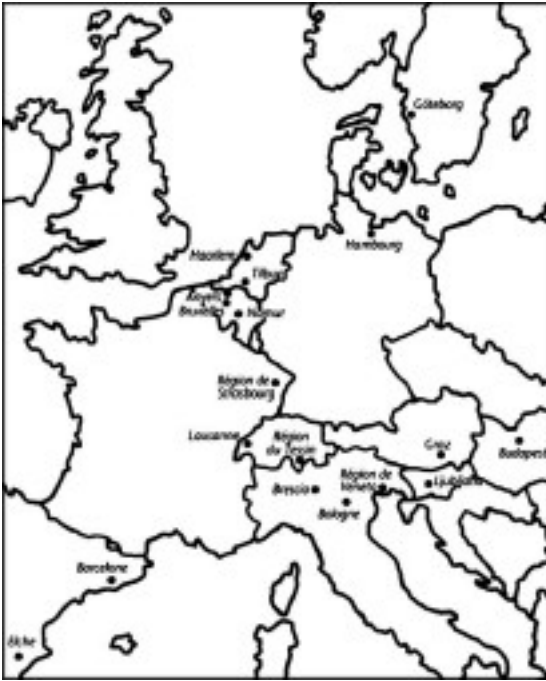 Göteborg
Hambourg
Haarlem
Tilburg
Anvers
Bruxelles
Namur
Région de
Strasbourg
Lausanne
Région
du Tessin
Graz
Budapest
Brescia
Région de
Veneto
Ljubljana
Bologne
Barcelone
Elche